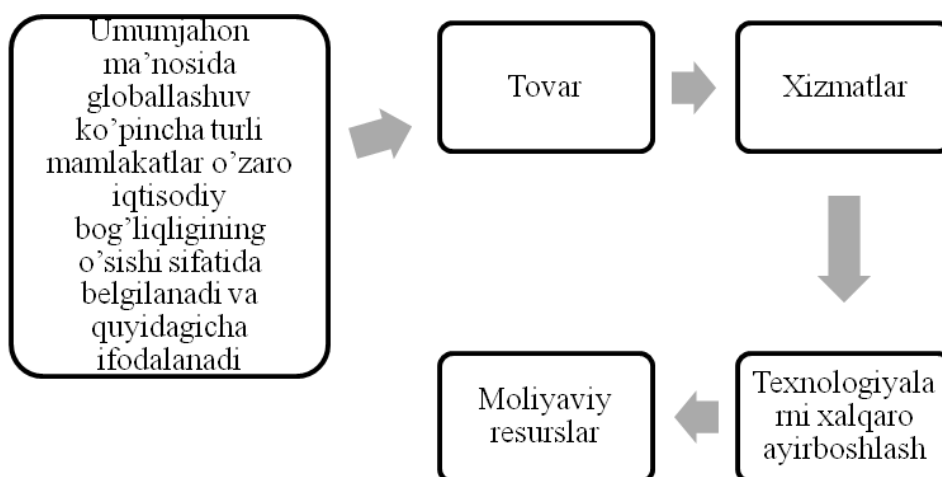 Umumjahon
ma’nosida
globallashuv
ko’pincha turli
mamlakatlar o’zaro
iqtisodiy
bog’liqligining
o’sishi sifatida
belgilanadi va
quyidagicha
ifodalanadi
Tovar
Xizmatlar
Texnologiyala
rni xalqaro
ayirboshlash
Moliyaviy
resurslar